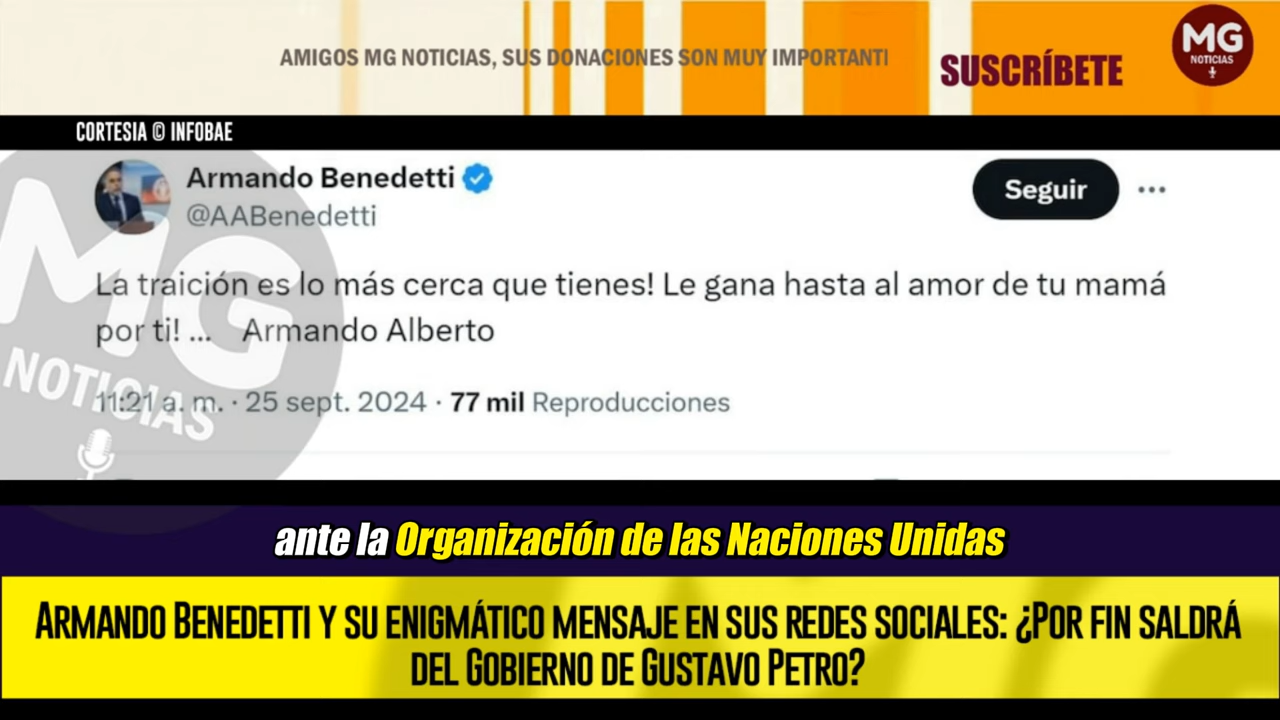 AMIGOS MG NOTICIAS, SUS DONACIONES SON MUY IMPORTANTI
SUSCRÍBETE
MG
NOTICIAS
CORTESIA © INFOBAE
Armando Benedetti
@AABenedetti
Seguir
La traición es lo más cerca que tienes! Le gana hasta al amor de tu mamá
por ti! ... Armando Alberto
11:21 a. m. · 25 sept. 2024 · 77 mil Reproducciones
MG
NOTICIAS
ante la Organización de las Naciones Unidas
ARMANDO BENEDETTI Y SU ENIGMÁTICO MENSAJE EN SUS REDES SOCIALES: ¿POR FIN SALDRÁ
DEL GOBIERNO DE GUSTAVO PETRO?